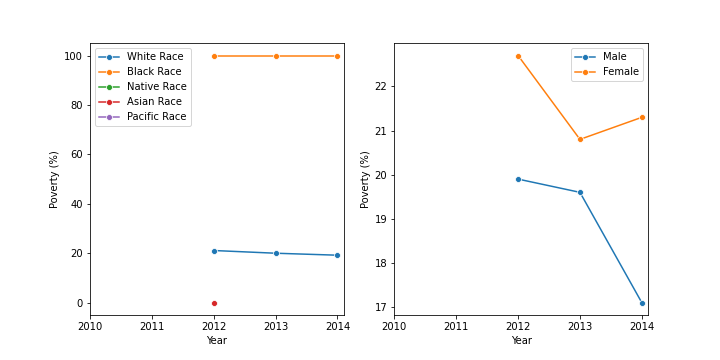 100
80
60
40
20
0
Poverty (%)
White Race
Black Race
Native Race
Asian Race
Pacific Race
2010 2011 2012 2013 2014
Year
22
21
20
19
18
17
Poverty (%)
Male
Female
2010 2011 2012 2013 2014
Year